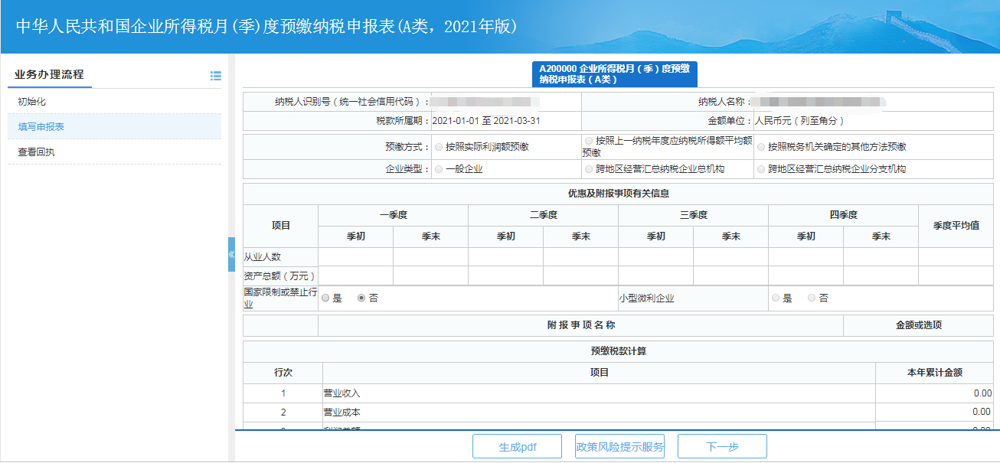 中华人民共和国企业所得税月(季)度预缴纳税申报表(A类，2021年版)
业务办理流程
初始化
填写申报表
查看回执
A200000 企业所得税月（季）度预缴
纳税申报表（A类）
纳税人识别号（统一社会信用代码）： 纳税人名称：
税款所属期： 2021-01-01 至 2021-03-31 金额单位： 人民币元（列至角分）
预缴方式： 按照实际利润额预缴 按照上一纳税年度应纳税所得额平均额
预缴 按照税务机关确定的其他方法预缴
企业类型： 一般企业 跨地区经营汇总纳税企业总机构 跨地区经营汇总纳税企业分支机构
优惠及附报事项有关信息
项目 一季度 二季度 三季度 四季度 季度平均值
季初 季末 季初 季末 季初 季末 季初 季末
从业人数
资产总额（万元）
国家限制或禁止行
业 是 否 小型微利企业 是 否
附报事项名称 金额或选项
预缴税款计算
行次 项目 本年累计金额
1 营业收入 0.00
2 营业成本 0.00
生成pdf 政策风险提示服务 下一步